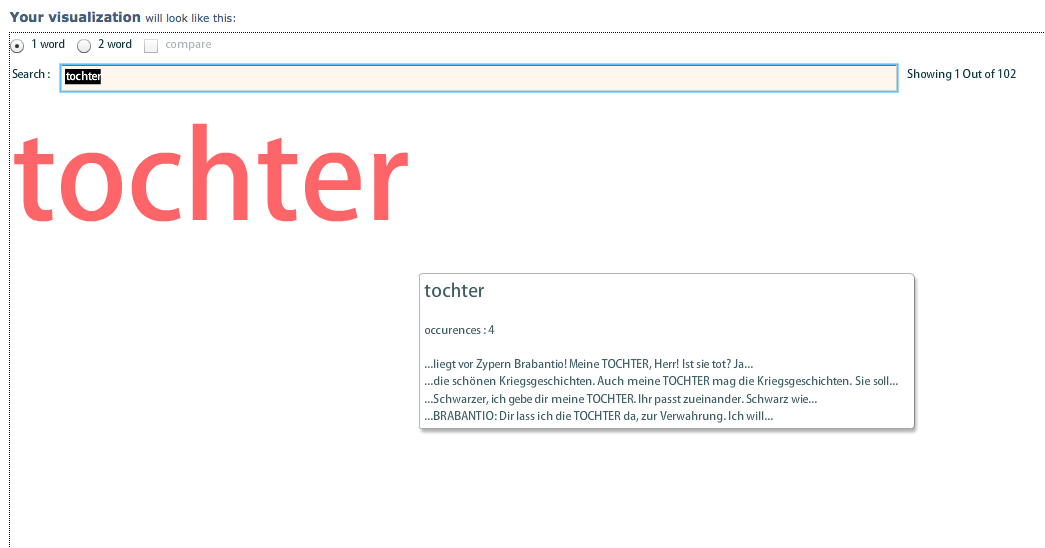 Your visualization will look like this:
1 word 2 word compare
Search : tochter Showing 1 Out of 102
tochter
tochter
occurences : 4
...liegt vor Zypern Brabantio! Meine TOCHTER, Herr! Ist sie tot? Ja...
...die schönen Kriegsgeschichten. Auch meine TOCHTER mag die Kriegsgeschichten. Sie soll...
...Schwarzer, ich gebe dir meine TOCHTER. Ihr passt zueinander. Schwarz wie...
...BRABANTIO: Dir lass ich die TOCHTER da, zur Verwahrung. Ich will...